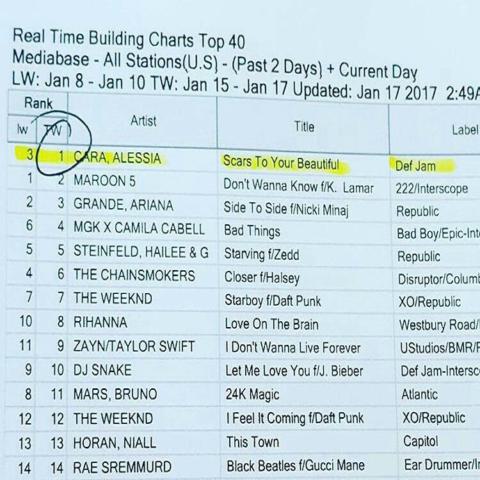 Real Time Building Charts Top 40
Mediabase - All Stations(U.S) - (Past 2 Days) + Current Day
LW: Jan 8 - Jan 10 TW: Jan 15 - Jan 17 Updated: Jan 17 2017 2:49A
Rank
lw TW Artist Title Label
3 1 CARA, ALESSIA Scars To Your Beautiful Def Jam
1 2 MAROON 5 Don't Wanna Know f/K. Lamar 222/Interscope
2 3 GRANDE, ARIANA Side To Side f/Nicki Minaj Republic
6 4 MGK X CAMILA CABELL Bad Things Bad Boy/Epic-Int
5 5 STEINFELD, HAILEE & G Starving f/Zedd Republic
4 6 THE CHAINSMOKERS Closer f/Halsey Disruptor/Columb
7 7 THE WEEKND Starboy f/Daft Punk XO/Republic
10 8 RIHANNA Love On The Brain Westbury Road/
11 9 ZAYN/TAYLOR SWIFT I Don't Wanna Live Forever UStudios/BMR/R
9 10 DJ SNAKE Let Me Love You f/J. Bieber Def Jam-Intersc
8 11 MARS, BRUNO 24K Magic Atlantic
12 12 THE WEEKND I Feel It Coming f/Daft Punk XO/Republic
13 13 HORAN, NIALL This Town Capitol
14 14 RAE SREMMURD Black Beatles f/Gucci Mane Ear Drummer/In